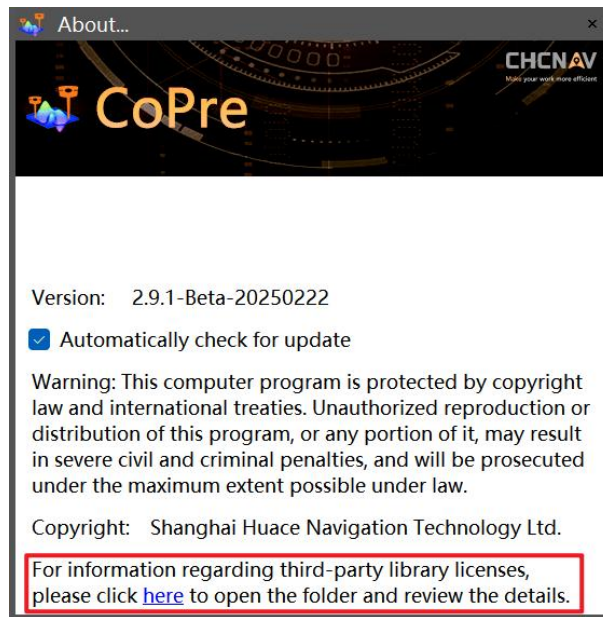 About...
CHCNAV
Make your work more efficient
CoPre
Version: 2.9.1-Beta-20250222
Automatically check for update
Warning: This computer program is protected by copyright
law and international treaties. Unauthorized reproduction or
distribution of this program, or any portion of it, may result
in severe civil and criminal penalties, and will be prosecuted
under the maximum extent possible under law.
Copyright: Shanghai Huace Navigation Technology Ltd.
For information regarding third-party library licenses,
please click here to open the folder and review the details.